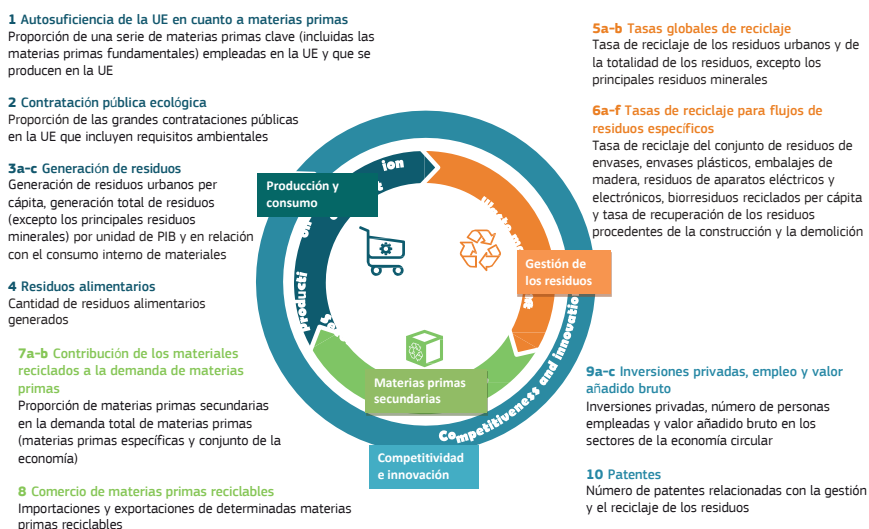 1 Autosuficiencia de la UE en cuanto a materias primas
Proporción de una serie de materias primas clave (incluidas las
materias primas fundamentales) empleadas en la UE y que se
producen en la UE
2 Contratación pública ecológica
Proporción de las grandes contrataciones públicas
en la UE que incluyen requisitos ambientales
3a-c Generación de residuos
Generación de residuos urbanos per
cápita, generación total de residuos
(excepto los principales residuos
minerales) por unidad de PIB y en relación
con el consumo interno de materiales
4 Residuos alimentarios
Cantidad de residuos alimentarios
generados
7a-b Contribución de los materiales
reciclados a la demanda de materias
primas
Proporción de materias primas secundarias
en la demanda total de materias primas
(materias primas específicas y conjunto de la
economía)
8 Comercio de materias primas reciclables
Importaciones y exportaciones de determinadas materias
primas reciclables
Producción y
consumo
producti on
ion
Waste m
Gestión de
los residuos
Materias primas
secundarias
Competitiveness and innovation
Competitividad
e innovación
5a-b Tasas globales de reciclaje
Tasa de reciclaje de los residuos urbanos y de
la totalidad de los residuos, excepto los
principales residuos minerales
6a-f Tasas de reciclaje para flujos de
residuos específicos
Tasa de reciclaje del conjunto de residuos de
envases, envases plásticos, embalajes de
madera, residuos de aparatos eléctricos y
electrónicos, biorresiduos reciclados per cápita
y tasa de recuperación de los residuos
procedentes de la construcción y la demolición
9a-c Inversiones privadas, empleo y valor
añadido bruto
Inversiones privadas, número de personas
empleadas y valor añadido bruto en los
sectores de la economía circular
10 Patentes
Número de patentes relacionadas con la gestión
y el reciclaje de los residuos